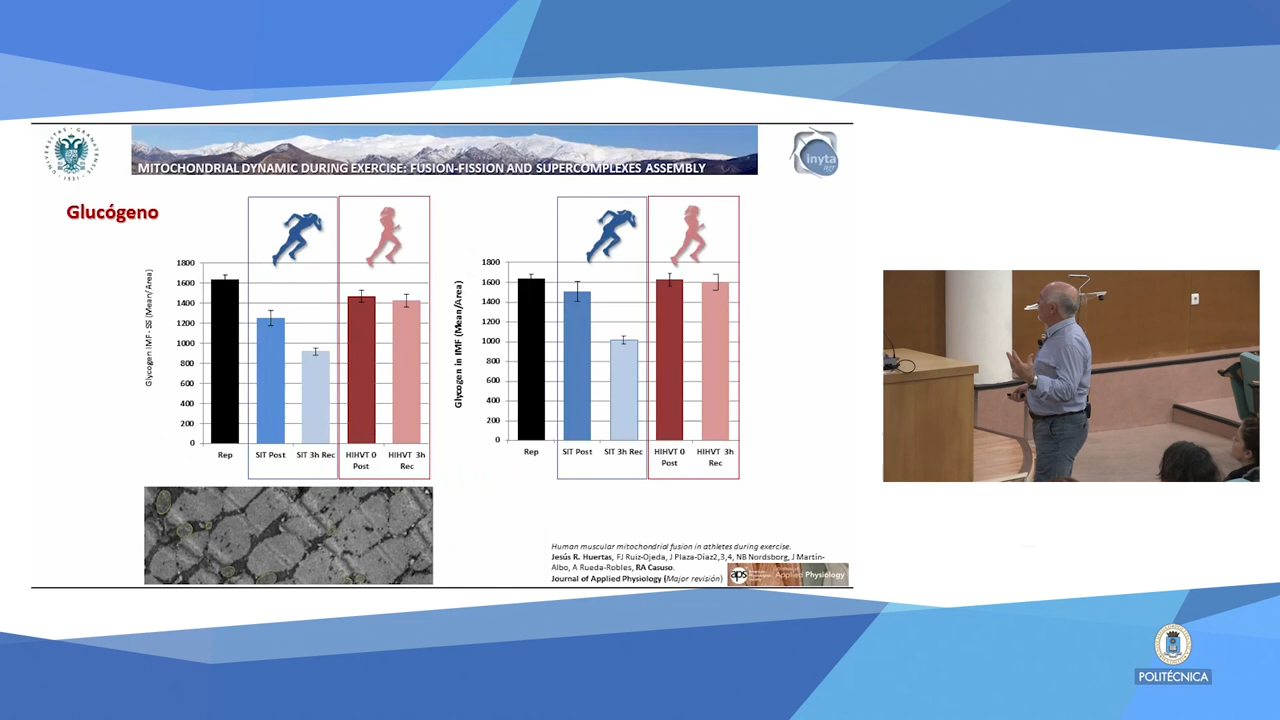 UNIVERSITAS · GRANATENSIS · 1531 ·
inyta
MITOCHONDRIAL DYNAMIC DURING EXERCISE: FUSION-FISSION AND SUPERCOMPLEXES ASSEMBLY
Glucógeno
Glycogen IMF- SS (Mean/Area)
1800
1600
1400
1200
1000
800
600
400
200
0
Rep
SIT Post
SIT 3h Rec
HIHVT 0
Post
HIHVT 3h
Rec
Glycogen in IMF (Mean/Area)
1800
1600
1400
1200
1000
800
600
400
200
0
Rep
SIT Post
SIT 3h Rec
HIHVT 0
Post
HIHVT 3h
Rec
Human muscular mitochondrial fusion in athletes during exercise.
Jesús R. Huertas, FJ Ruiz-Ojeda, J Plaza-Díaz2,3,4, NB Nordsborg, J Martín-
Albo, A Rueda-Robles, RA Casuso.
Journal of Applied Physiology (Major revisión)
aps
Applied Physiology
POLITÉCNICA